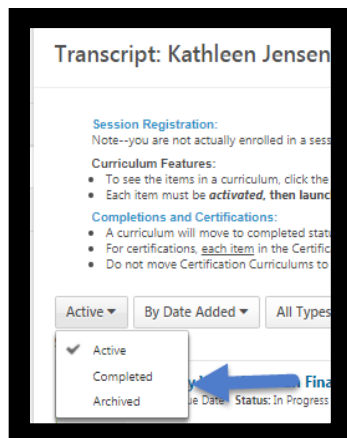 Transcript: Kathleen Jensen
Session Registration:
Note--you are not actually enrolled in a sess
Curriculum Features:
• To see the items in a curriculum, click the
• Each item must be activated, then launc
Completions and Certifications:
• A curriculum will move to completed statu
• For certifications, each item in the Certific
• Do not move Certification Curriculums to
Active ▾ By Date Added ▾ All Types
✔ Active
Completed
Fina
Archived
Date Status: In Progress